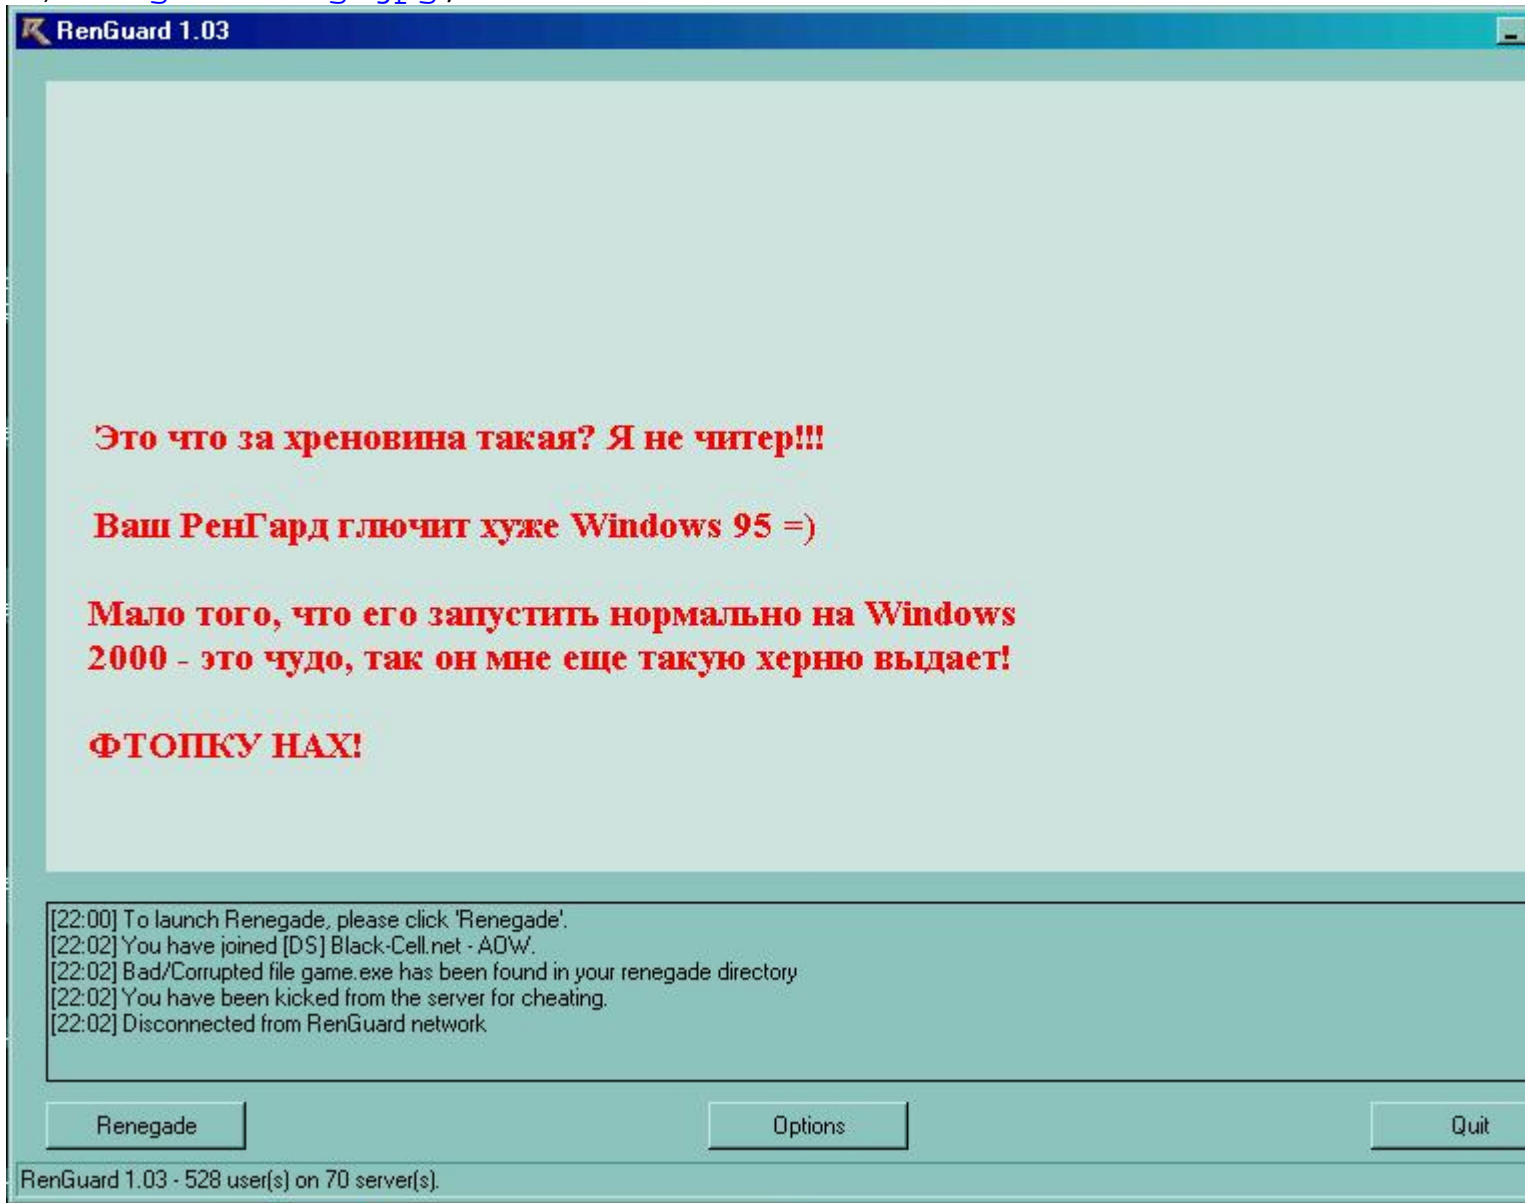 RenGuard 1.03
Это что за хреновина такая? Я не читер!!!
Ваш РенГард глючит хуже Windows 95 =)
Мало того, что его запустить нормально на Windows
2000 - это чудо, так он мне еще такую херню выдает!
ФТОПКУ НАХ!
[22:00] To launch Renegade, please click 'Renegade'.
[22:02] You have joined [DS] Black-Cell.net - AOW.
[22:02] Bad/Corrupted file game.exe has been found in your renegade directory
[22:02] You have been kicked from the server for cheating.
[22:02] Disconnected from RenGuard network
Renegade Options Quit
RenGuard 1.03 - 528 user(s) on 70 server(s).